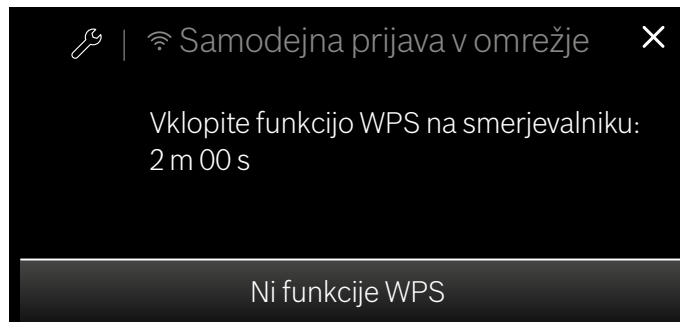 Samodejna prijava v omrežje
Vklopite funkcijo WPS na smerjevalniku:
2 m 00 s
Ni funkcije WPS